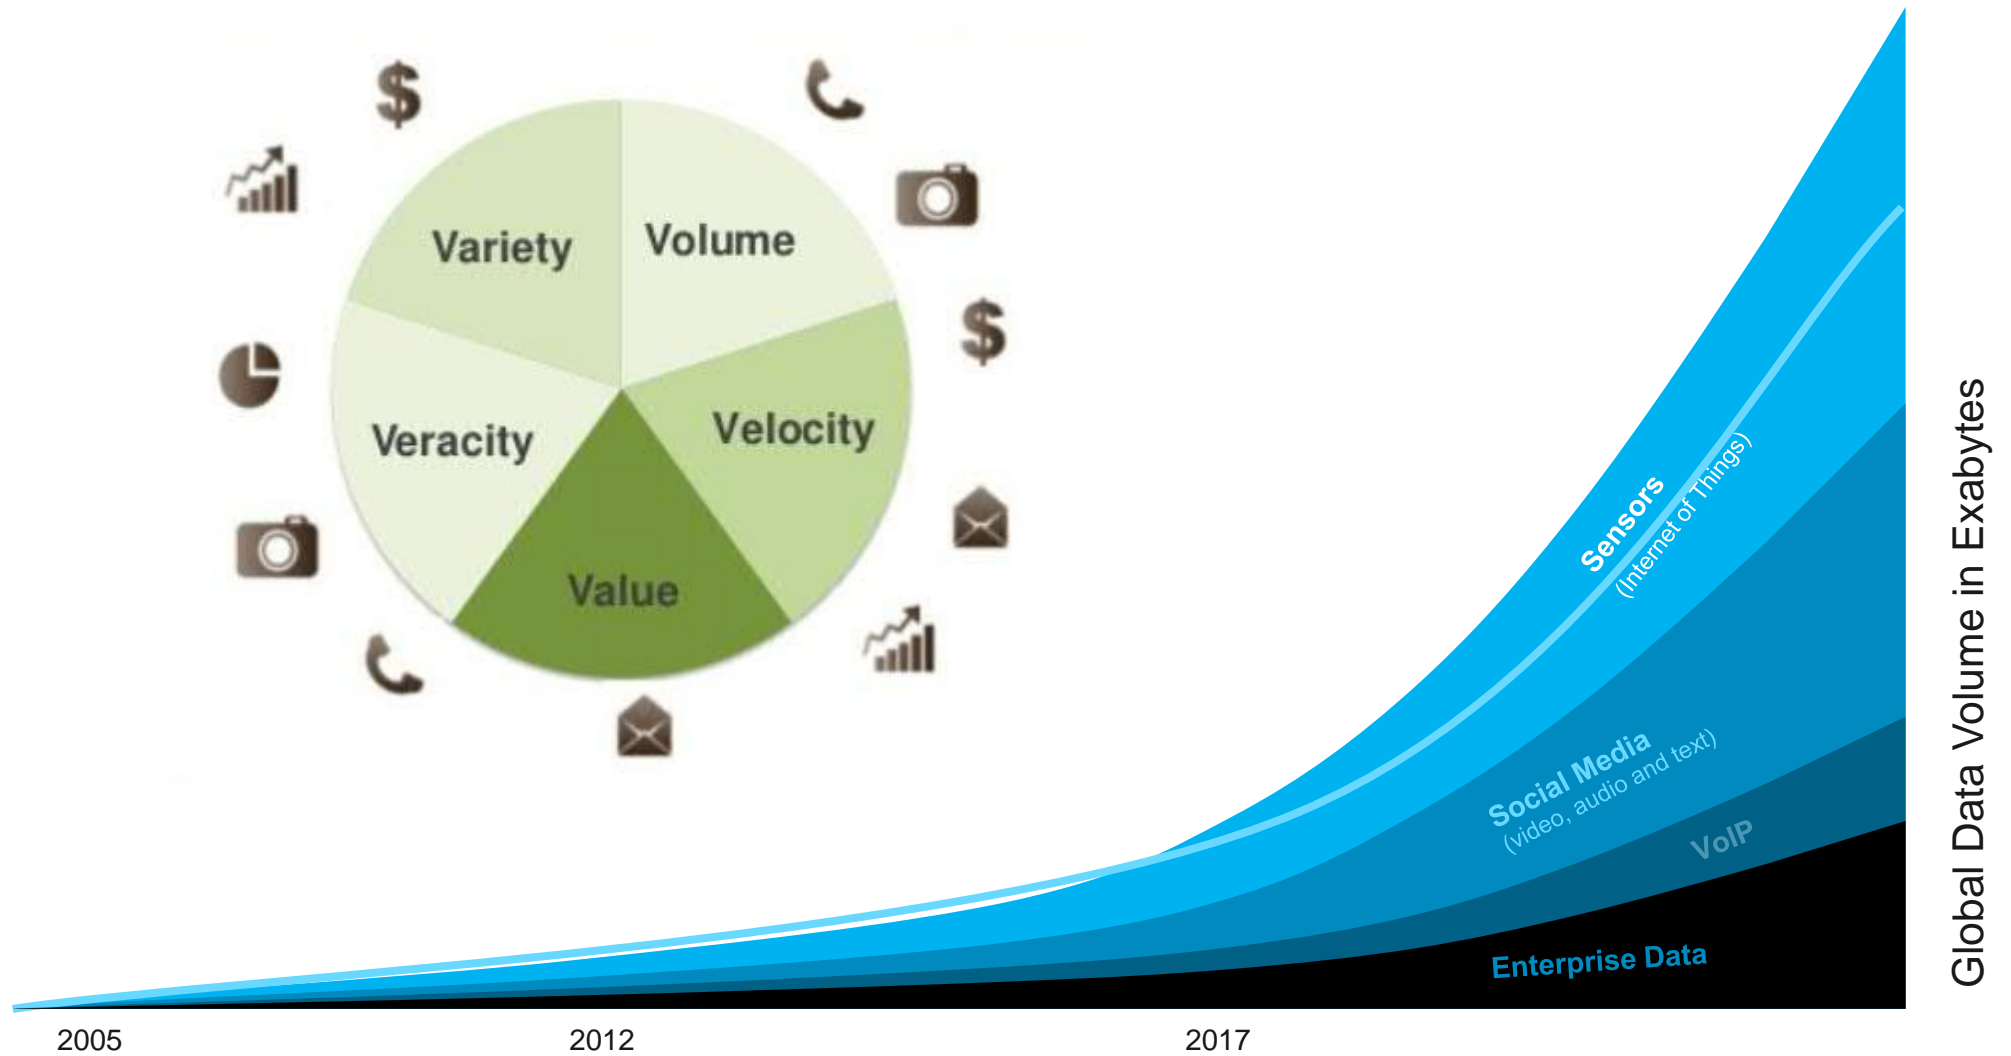 Variety
Volume
Veracity
Velocity
Value
Sensors
(Internet of Things)
Social Media
(video, audio and text)
VoIP
Enterprise Data
Global Data Volume in Exabytes
2005
2012
2017